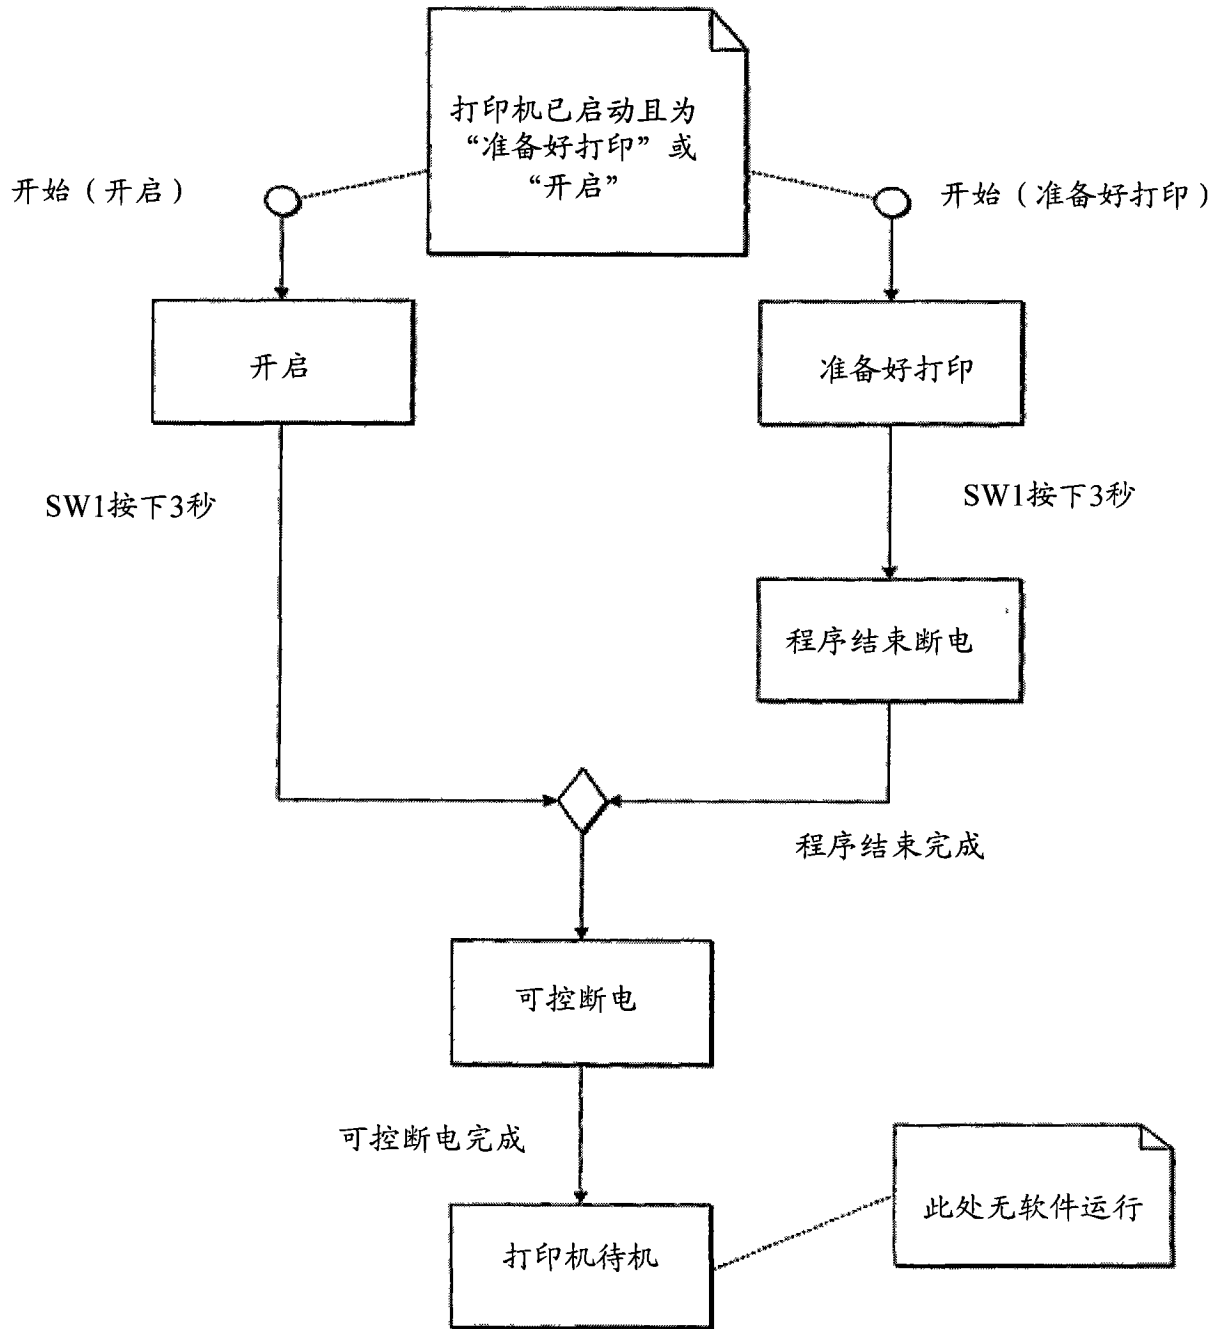 打印机已启动且为
“准备好打印”或
“开启”
开始（开启）
开始（准备好打印）
开启
准备好打印
SW1按下3秒
SW1按下3秒
程序结束断电
程序结束完成
可控断电
可控断电完成
此处无软件运行
打印机待机